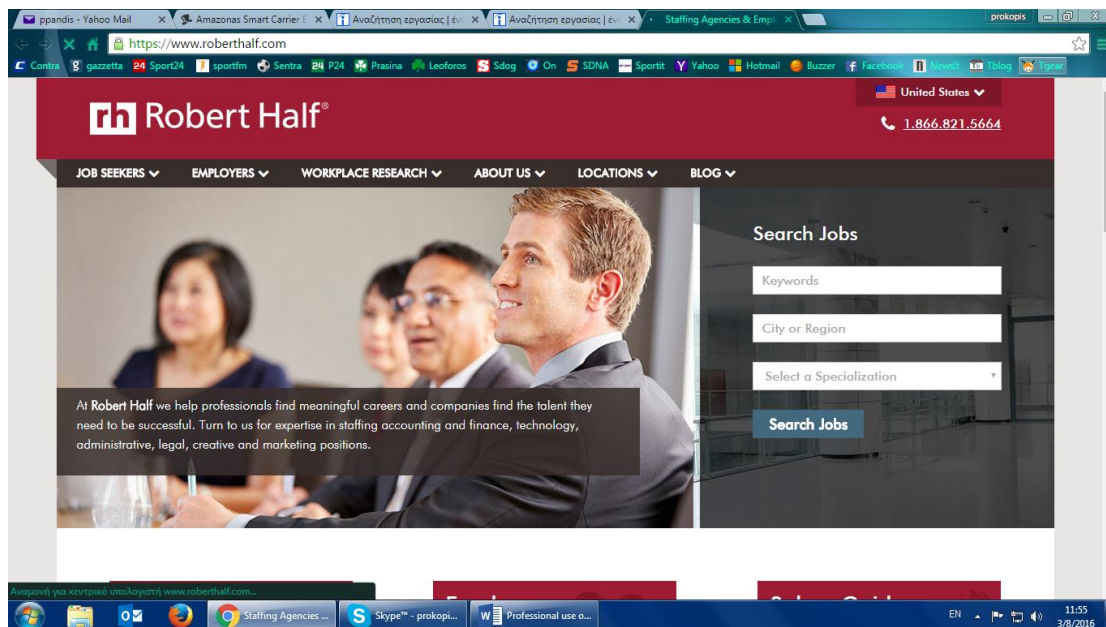 ppandis - Yahoo Mail
Amazonas Smart Carrier E
Αναζήτηση εργασίας | ένα
Αναζήτηση εργασίας | ένα
Staffing Agencies & Empl
prokopis
https://www.roberthalf.com
Contra gazzetta 24 Sport24 sportfm Sentra 24 P24 Prasina Leoforos Sdog On SDNA Sportit Yahoo Hotmail Buzzer Facebook Newsit Tblog Tgear
United States
rh Robert Half®
1.866.821.5664
JOB SEEKERS EMPLOYERS WORKPLACE RESEARCH ABOUT US LOCATIONS BLOG
Search Jobs
Keywords
City or Region
Select a Specialization
Search Jobs
At Robert Half we help professionals find meaningful careers and companies find the talent they
need to be successful. Turn to us for expertise in staffing accounting and finance, technology,
administrative, legal, creative and marketing positions.
Αναμονή για κεντρικό υπολογιστή www.roberthalf.com...
Staffing Agencies ...
Skype™ - prokopi...
Professional use o...
EN
11:55
3/8/2016